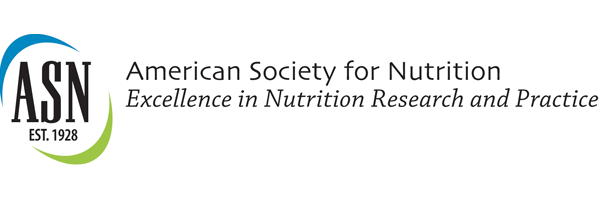 ASN
EST. 1928
American Society for Nutrition
Excellence in Nutrition Research and Practice